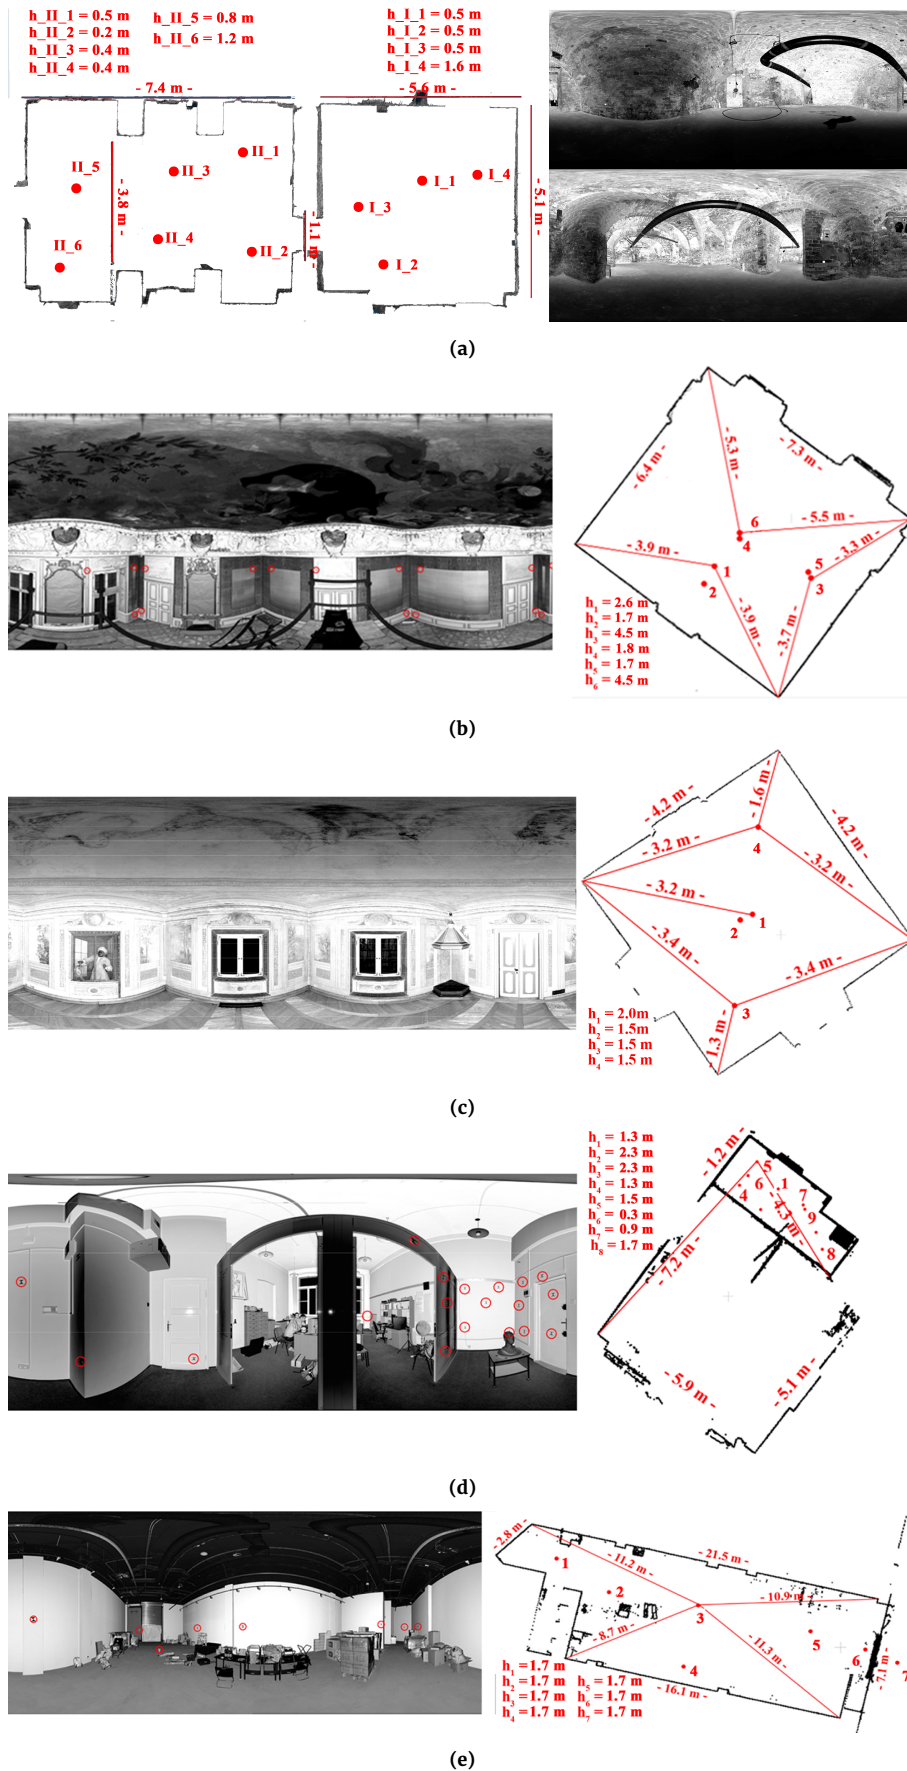 h_II_1 = 0.5 m
h_II_2 = 0.2 m
h_II_3 = 0.4 m
h_II_4 = 0.4 m
h_II_5 = 0.8 m
h_II_6 = 1.2 m
h_I_1 = 0.5 m
h_I_2 = 0.5 m
h_I_3 = 0.5 m
h_I_4 = 1.6 m
- 7.4 m -
- 5.6 m -
II_1
II_3
II_5
- 3.8 m -
II_4
II_2
II_6
- 1.1 m -
I_4
I_1
I_3
I_2
- 5.1 m -
(a)
- 6.4 m -
- 5.3 m -
- 7.3 m -
6
- 5.5 m -
4
- 3.9 m -
- 3.3 m -
1
5
2
3
- 3.9 m -
- 3.7 m -
h₁ = 2.6 m
h₂ = 1.7 m
h₃ = 4.5 m
h₄ = 1.8 m
h₅ = 1.7 m
h₆ = 4.5 m
(b)
- 4.2 m -
- 1.6 m -
- 4.2 m -
- 3.2 m -
4
- 3.2 m -
- 3.2 m -
1
2
- 3.4 m -
- 3.4 m -
3
- 1.3 m -
h₁ = 2.0m
h₂ = 1.5m
h₃ = 1.5 m
h₄ = 1.5 m
(c)
h₁ = 1.3 m
h₂ = 2.3 m
h₃ = 2.3 m
h₄ = 1.3 m
h₅ = 1.5 m
h₆ = 0.3 m
h₇ = 0.9 m
h₈ = 1.7 m
- 1.2 m -
5
6
1
4
7
- 4.3 m -
9
8
- 7.2 m -
- 5.9 m -
- 5.1 m -
(d)
- 2.8 m -
1
- 11.2 m -
- 21.5 m -
2
- 10.9 m -
3
- 8.7 m -
5
- 11.3 m -
6
4
- 7.1 m -
7
- 16.1 m -
h₁ = 1.7 m
h₂ = 1.7 m
h₃ = 1.7 m
h₄ = 1.7 m
h₅ = 1.7 m
h₆ = 1.7 m
h₇ = 1.7 m
(e)